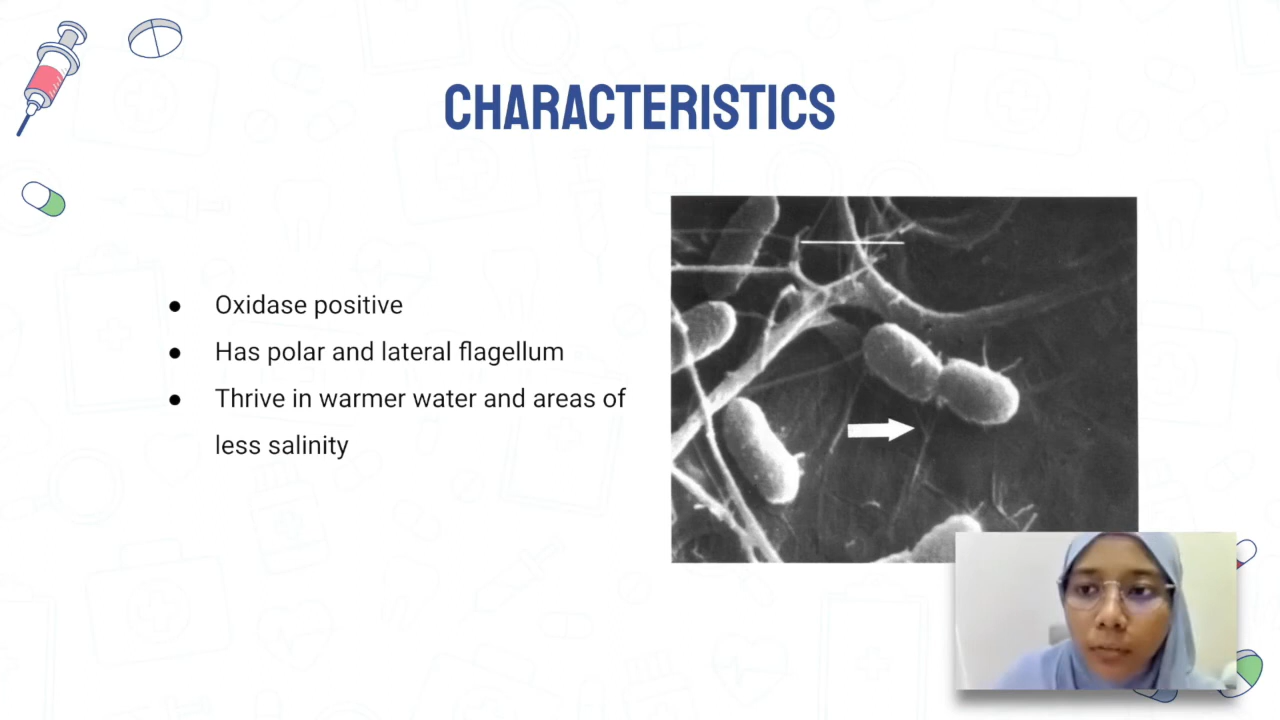 CHARACTERISTICS
● Oxidase positive
● Has polar and lateral flagellum
● Thrive in warmer water and areas of
less salinity